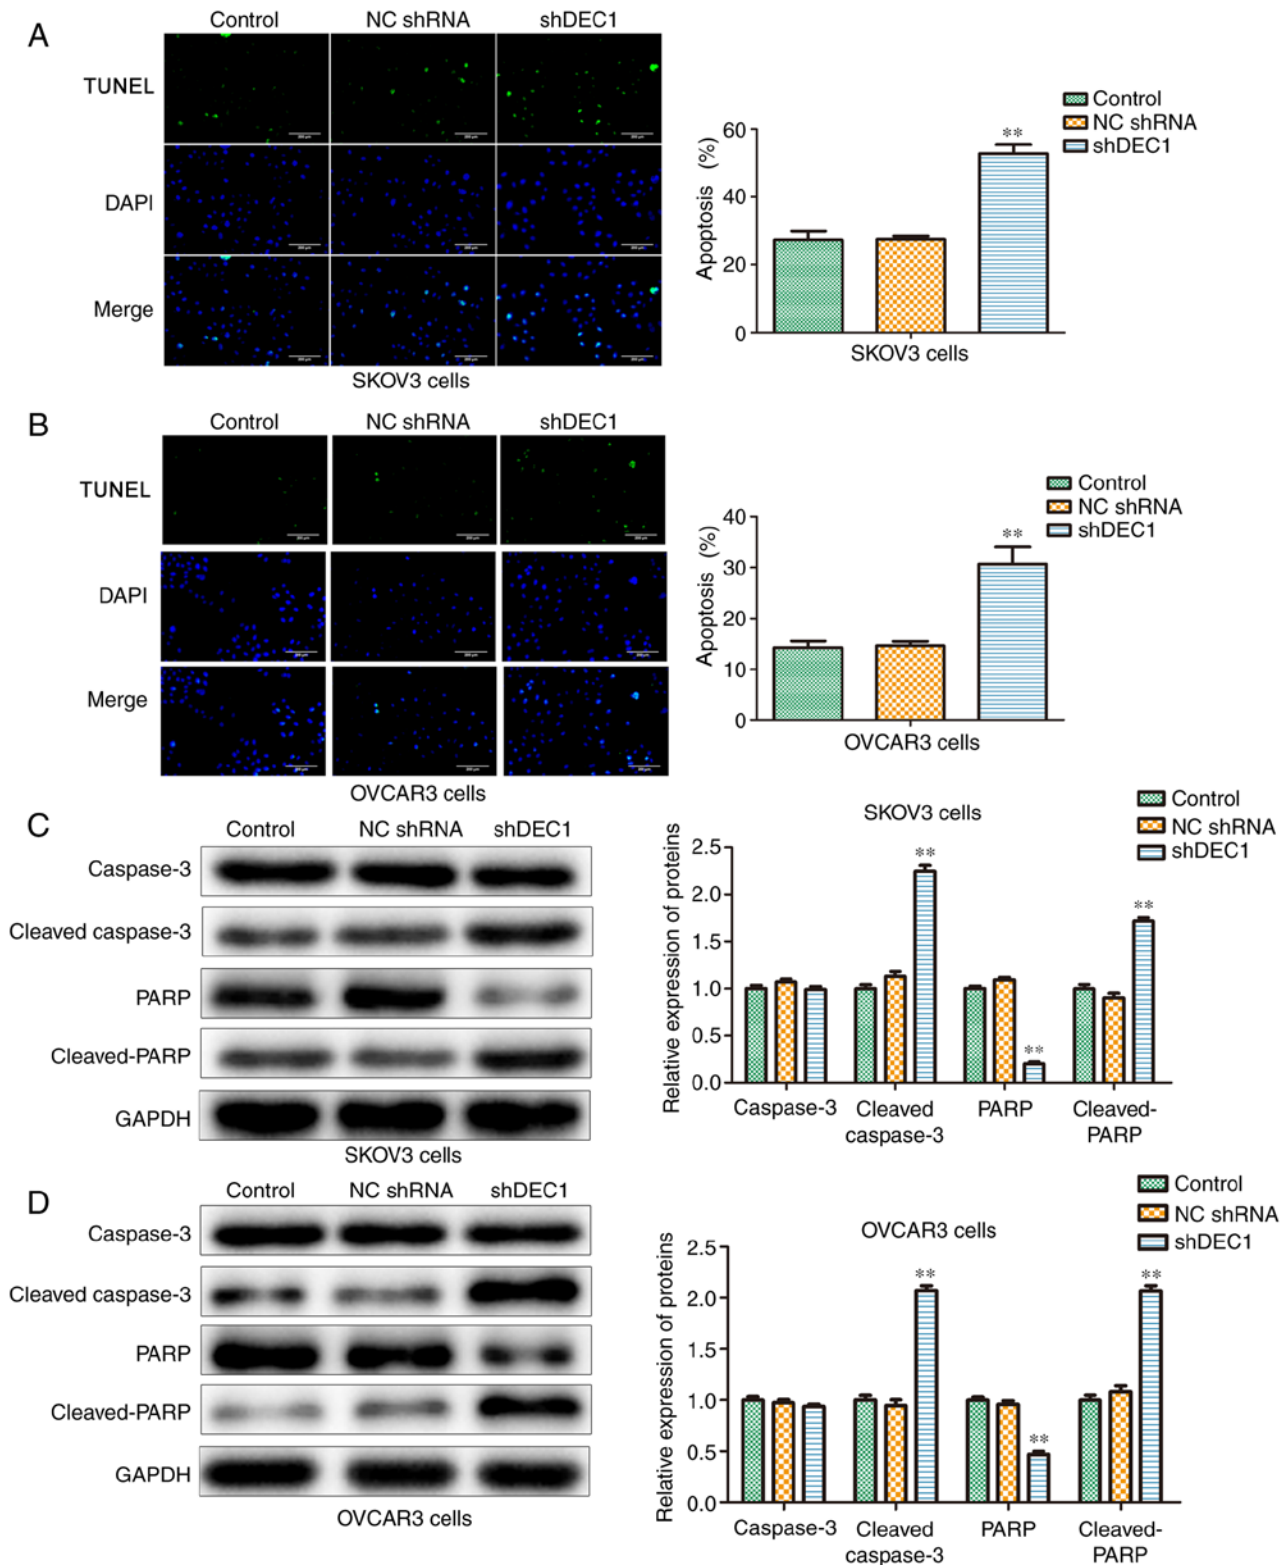 A
Control NC shRNA shDEC1
TUNEL
DAPI
Merge
SKOV3 cells
Control
NC shRNA
shDEC1
Apoptosis (%)
60
40
20
0
**
SKOV3 cells
B
Control NC shRNA shDEC1
TUNEL
DAPI
Merge
OVCAR3 cells
Control
NC shRNA
shDEC1
Apoptosis (%)
40
30
20
10
0
**
OVCAR3 cells
C
Control NC shRNA shDEC1
Caspase-3
Cleaved caspase-3
PARP
Cleaved-PARP
GAPDH
SKOV3 cells
SKOV3 cells
Control
NC shRNA
shDEC1
Relative expression of proteins
2.5
2.0
1.5
1.0
0.5
0.0
**
**
**
Caspase-3 Cleaved PARP Cleaved-
caspase-3 PARP
D
Control NC shRNA shDEC1
Caspase-3
Cleaved caspase-3
PARP
Cleaved-PARP
GAPDH
OVCAR3 cells
OVCAR3 cells
Control
NC shRNA
shDEC1
Relative expression of proteins
2.5
2.0
1.5
1.0
0.5
0.0
**
**
**
Caspase-3 Cleaved PARP Cleaved-
caspase-3 PARP